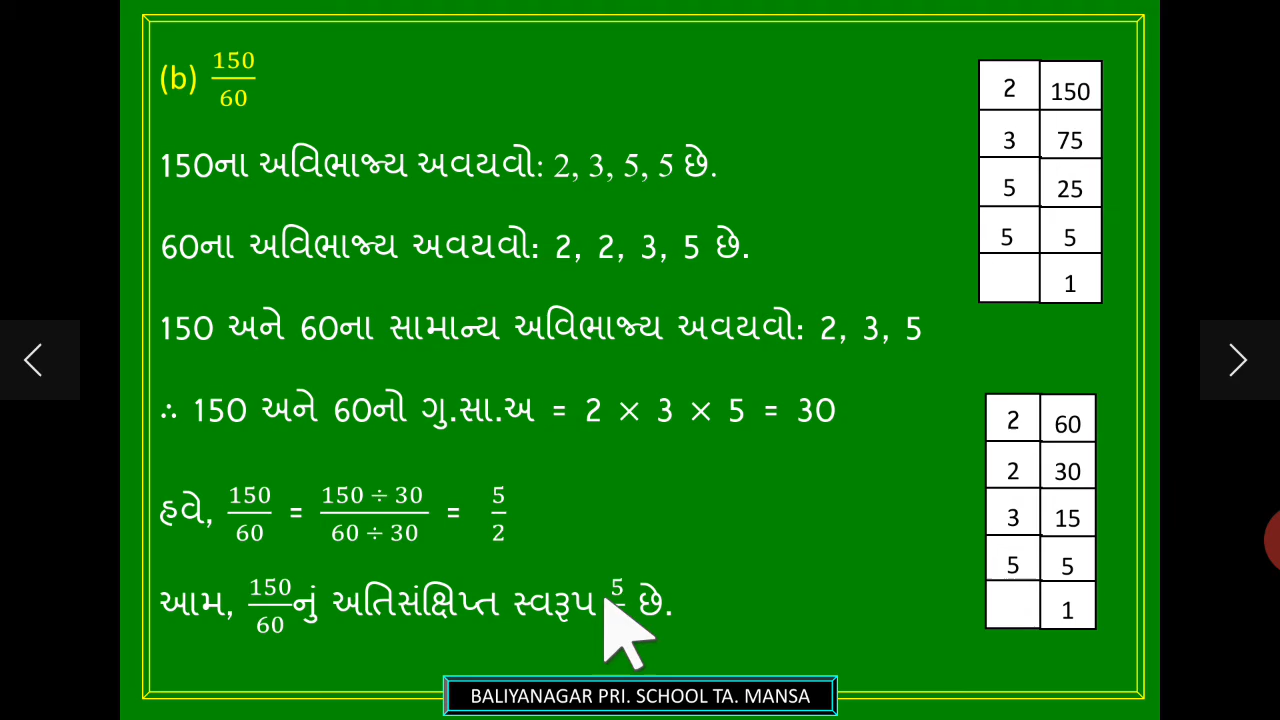 (b) 150/60
150ના અવિભાજ્ય અવયવો: 2, 3, 5, 5 છે.
60ના અવિભાજ્ય અવયવો: 2, 2, 3, 5 છે.
150 અને 60ના સામાન્ય અવિભાજ્ય અવયવો: 2, 3, 5
∴ 150 અને 60નો ગુ.સા.અ = 2 × 3 × 5 = 30
હવે, 150/60 = 150 ÷ 30/60 ÷ 30 = 5/2
આમ, 150/60નું અતિસંક્ષિપ્ત સ્વરૂપ 5 છે.
2 150
3 75
5 25
5 5
1
2 60
2 30
3 15
5 5
1
BALIYANAGAR PRI. SCHOOL TA. MANSA